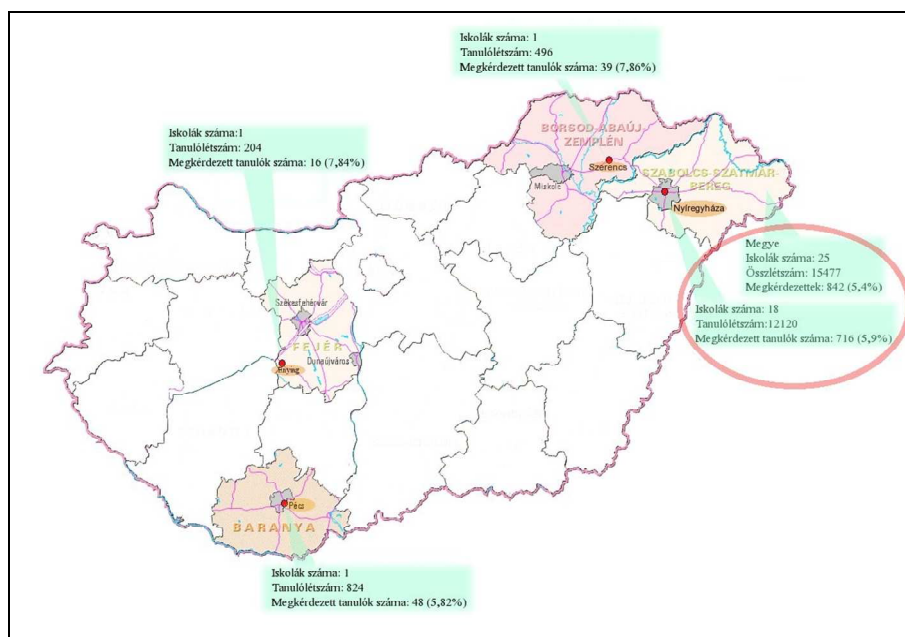 Iskolák száma: 1
Tanulólétszám: 496
Megkérdezett tanulók száma: 39 (7,86%)
Iskolák száma:1
Tanulólétszám: 204
Megkérdezett tanulók száma: 16 (7,84%)
BORSOD-ABAÚJ-
ZEMPLÉN
Szerencs
Miskolc
SZABOLCS-SZATMÁR-
BEREG
Nyíregyháza
Megye
Iskolák száma: 25
Összlétszám: 15477
Megkérdezettek: 842 (5,4%)
Iskolák száma: 18
Tanulólétszám:12120
Megkérdezett tanulók száma: 716 (5,9%)
Székesfehérvár
FEJÉR
Dunaújváros
Pécs
BARANYA
Iskolák száma: 1
Tanulólétszám: 824
Megkérdezett tanulók száma: 48 (5,82%)